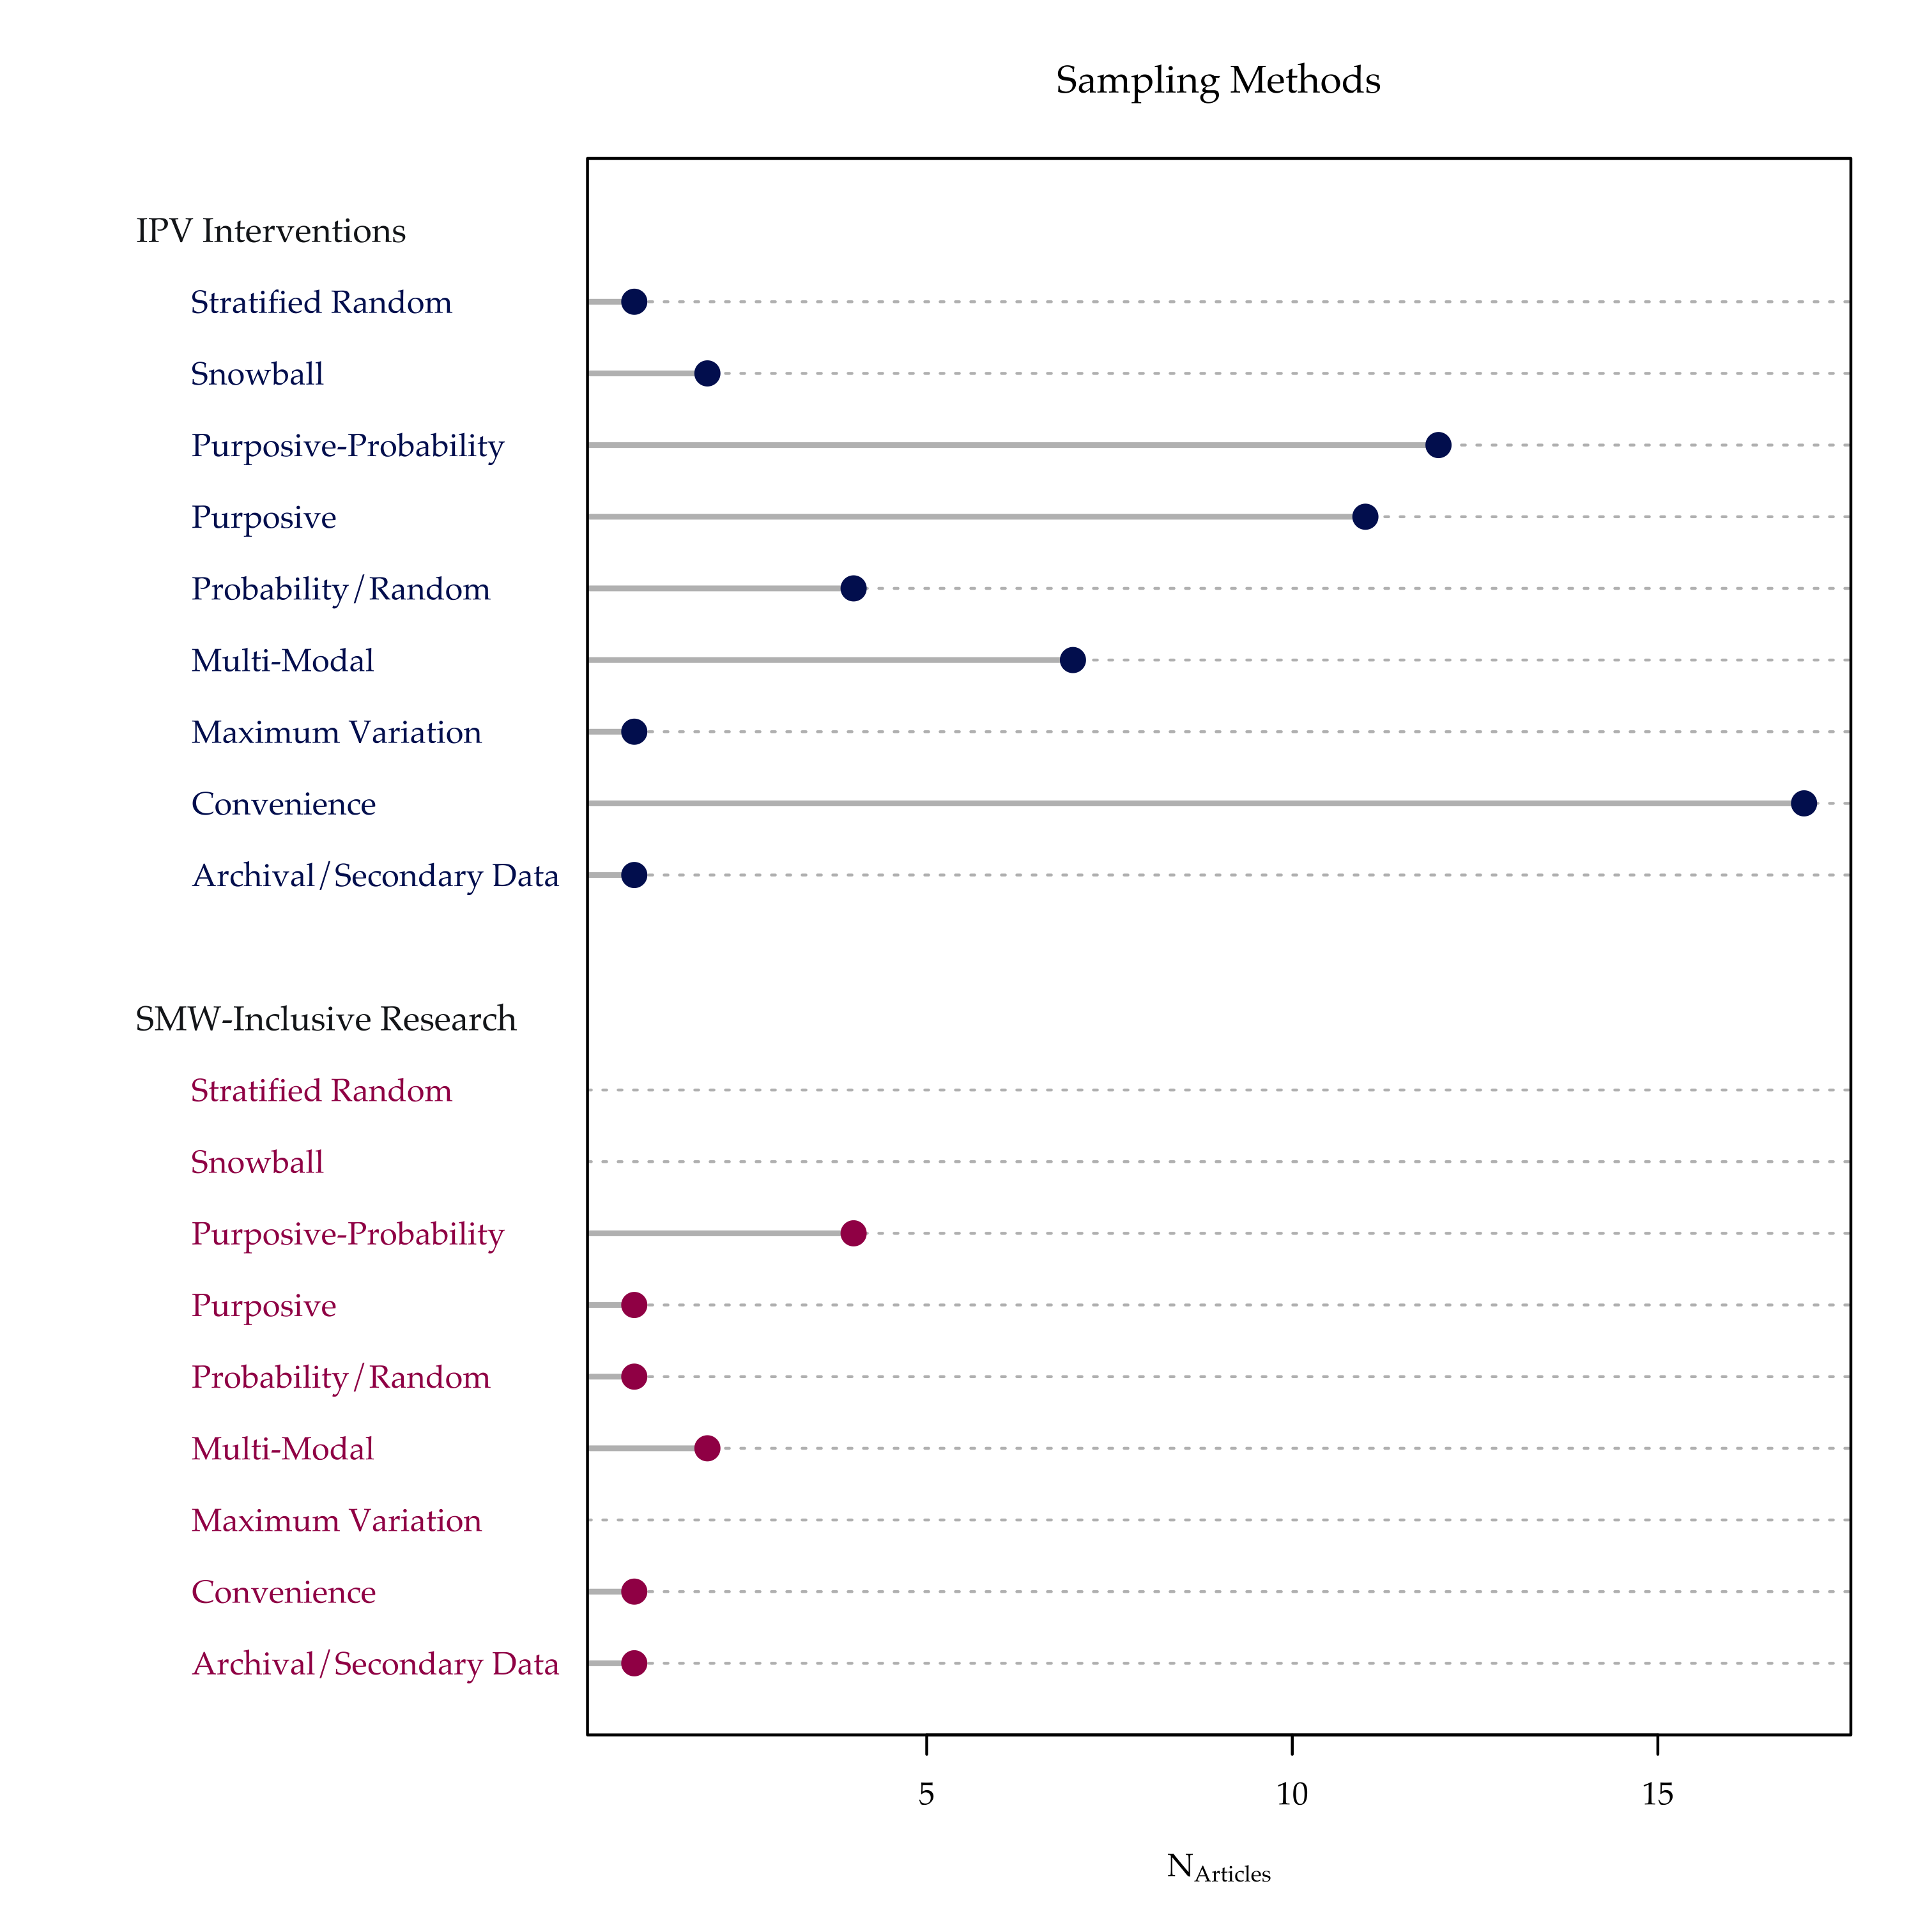 Sampling Methods
IPV Interventions
Stratified Random
Snowball
Purposive-Probability
Purposive
Probability/Random
Multi-Modal
Maximum Variation
Convenience
Archival/Secondary Data
SMW-Inclusive Research
Stratified Random
Snowball
Purposive-Probability
Purposive
Probability/Random
Multi-Modal
Maximum Variation
Convenience
Archival/Secondary Data
5 10 15
NArticles